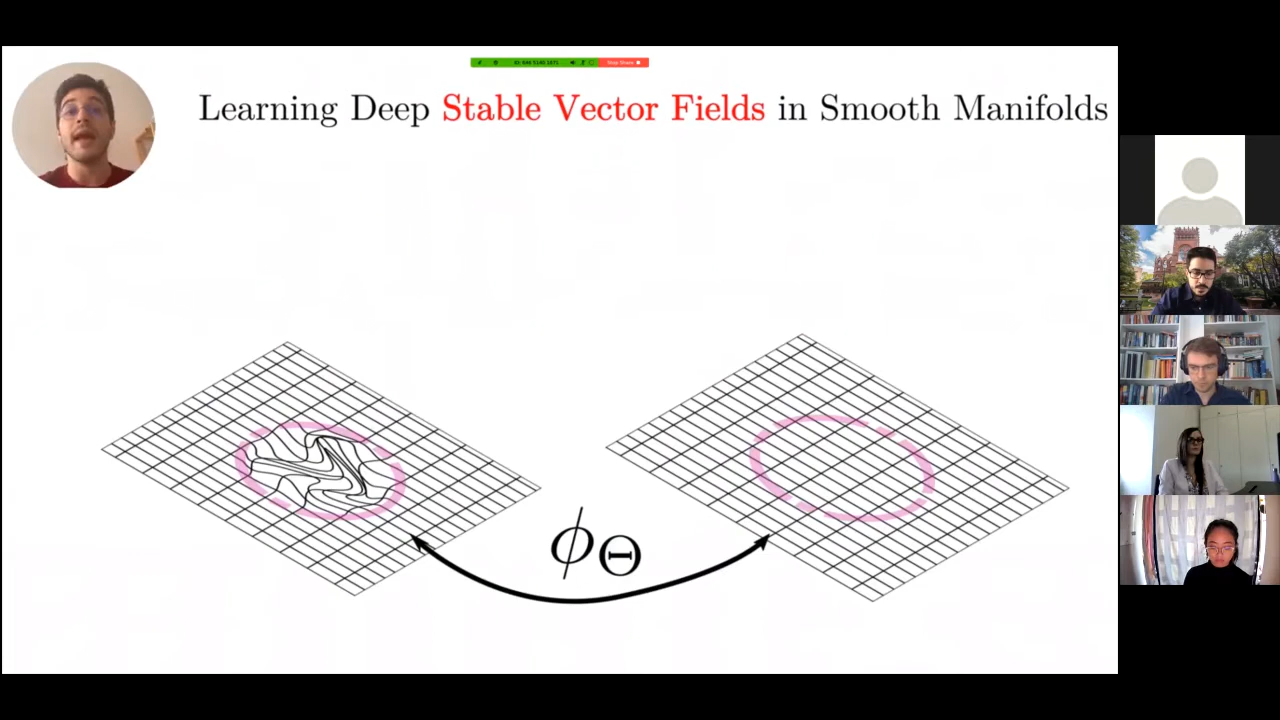 Learning Deep Stable Vector Fields in Smooth Manifolds
ϕΘ